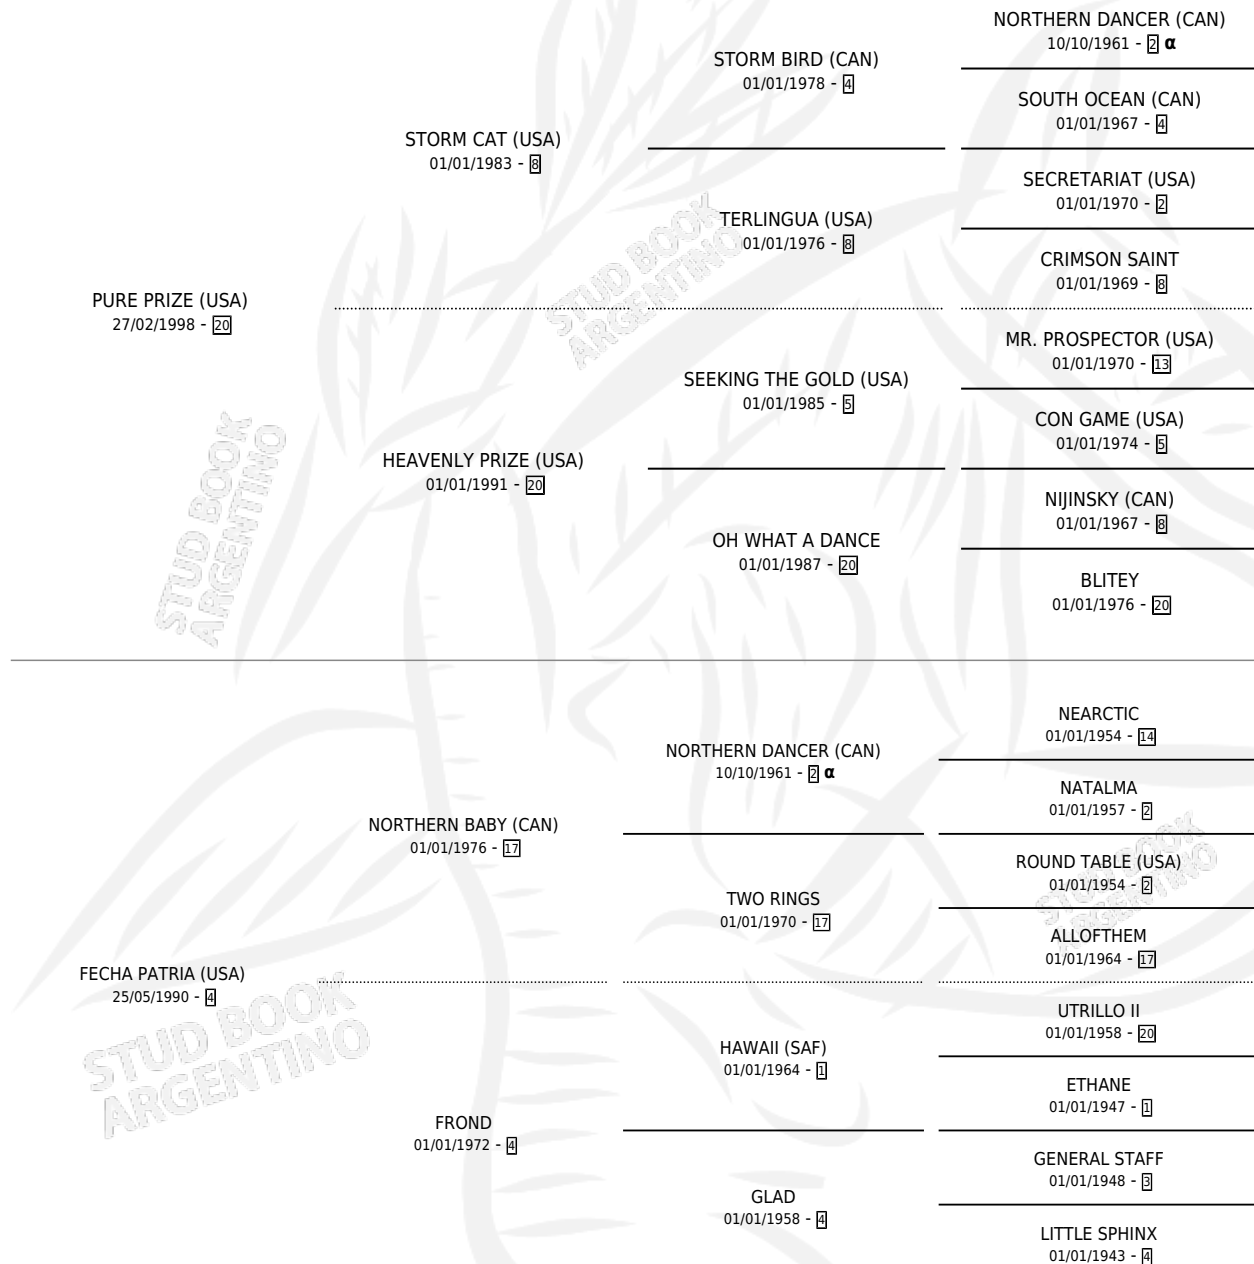 NORTHERN DANCER (CAN)
10/10/1961 - 2 α
STORM BIRD (CAN)
01/01/1978 - 4
SOUTH OCEAN (CAN)
01/01/1967 - 4
STORM CAT (USA)
01/01/1983 - 8
SECRETARIAT (USA)
01/01/1970 - 2
TERLINGUA (USA)
01/01/1976 - 8
CRIMSON SAINT
01/01/1969 - 8
STUD BOOK
ARGENTINO
PURE PRIZE (USA)
27/02/1998 - 20
MR. PROSPECTOR (USA)
01/01/1970 - 13
SEEKING THE GOLD (USA)
01/01/1985 - 5
CON GAME (USA)
01/01/1974 - 5
HEAVENLY PRIZE (USA)
01/01/1991 - 20
NIJINSKY (CAN)
01/01/1967 - 8
OH WHAT A DANCE
01/01/1987 - 20
BLITEY
01/01/1976 - 20
STUD BOOK
ARGENTINO
NEARCTIC
01/01/1954 - 14
NORTHERN DANCER (CAN)
10/10/1961 - 2 α
NATALMA
01/01/1957 - 2
NORTHERN BABY (CAN)
01/01/1976 - 17
ROUND TABLE (USA)
01/01/1954 - 2
STUD BOOK
ARGENTINO
TWO RINGS
01/01/1970 - 17
ALLOFTHEM
01/01/1964 - 17
FECHA PATRIA (USA)
25/05/1990 - 4
STUD BOOK
ARGENTINO
UTRILLO II
01/01/1958 - 20
HAWAII (SAF)
01/01/1964 - 1
ETHANE
01/01/1947 - 1
FROND
01/01/1972 - 4
GENERAL STAFF
01/01/1948 - 3
GLAD
01/01/1958 - 4
LITTLE SPHINX
01/01/1943 - 4